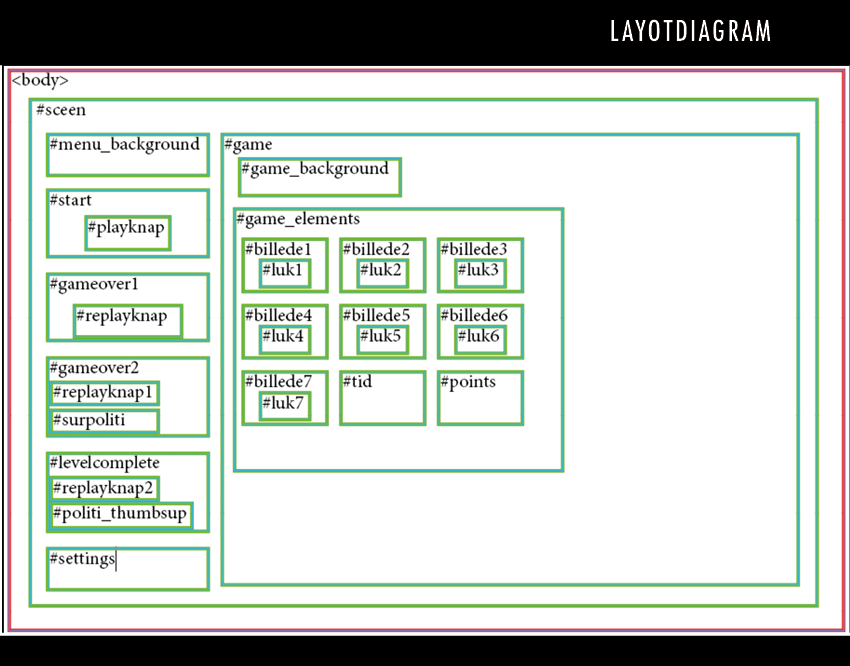 LAYOTDIAGRAM
<body>
#sceen
#menu_background
#start
#playknap
#gameover1
#replayknap
#gameover2
#replayknap1
#surpoliti
#levelcomplete
#replayknap2
#politi_thumbsup
#settings
#game
#game_background
#game_elements
#billede1
#luk1
#billede2
#luk2
#billede3
#luk3
#billede4
#luk4
#billede5
#luk5
#billede6
#luk6
#billede7
#luk7
#tid
#points